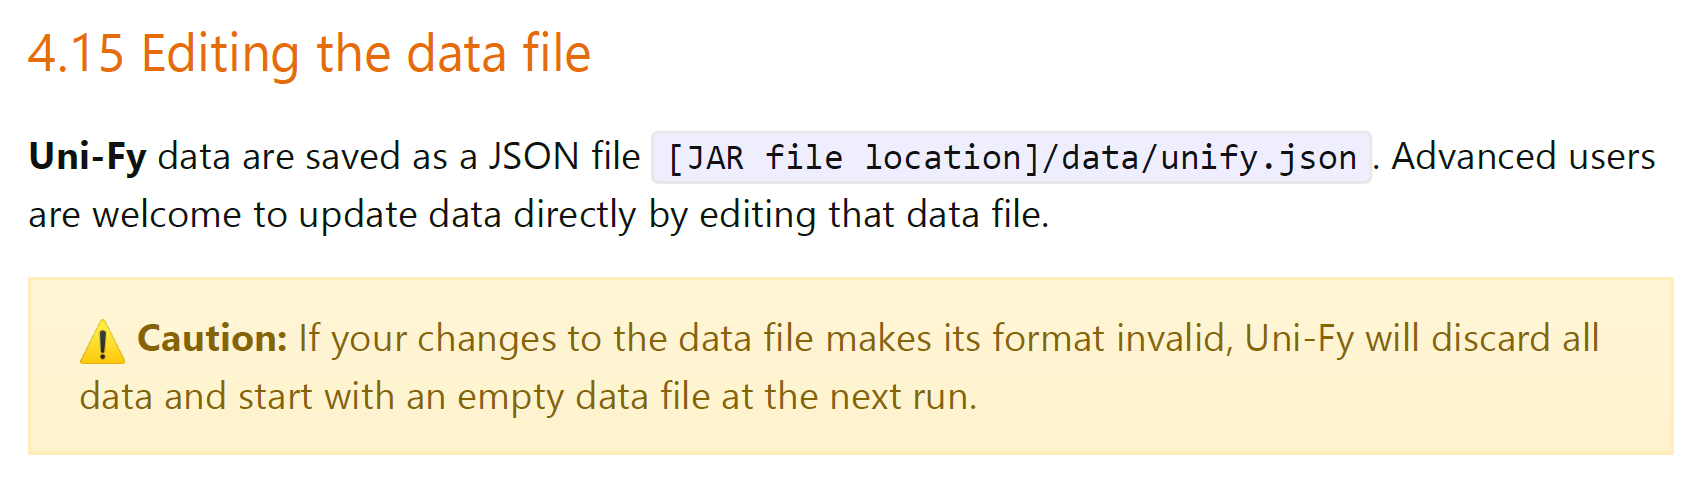 4.15 Editing the data file
Uni-Fy data are saved as a JSON file [JAR file location]/data/unify.json. Advanced users
are welcome to update data directly by editing that data file.
⚠️ Caution: If your changes to the data file makes its format invalid, Uni-Fy will discard all
data and start with an empty data file at the next run.